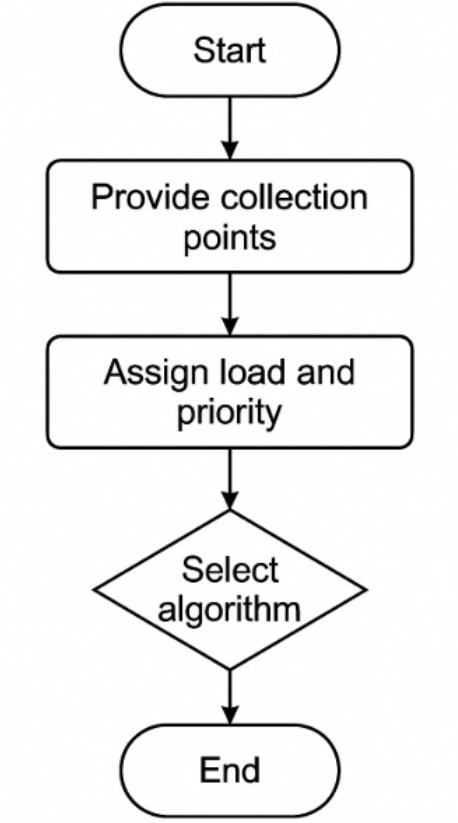 Start
Provide collection
points
Assign load and
priority
Select
algorithm
End